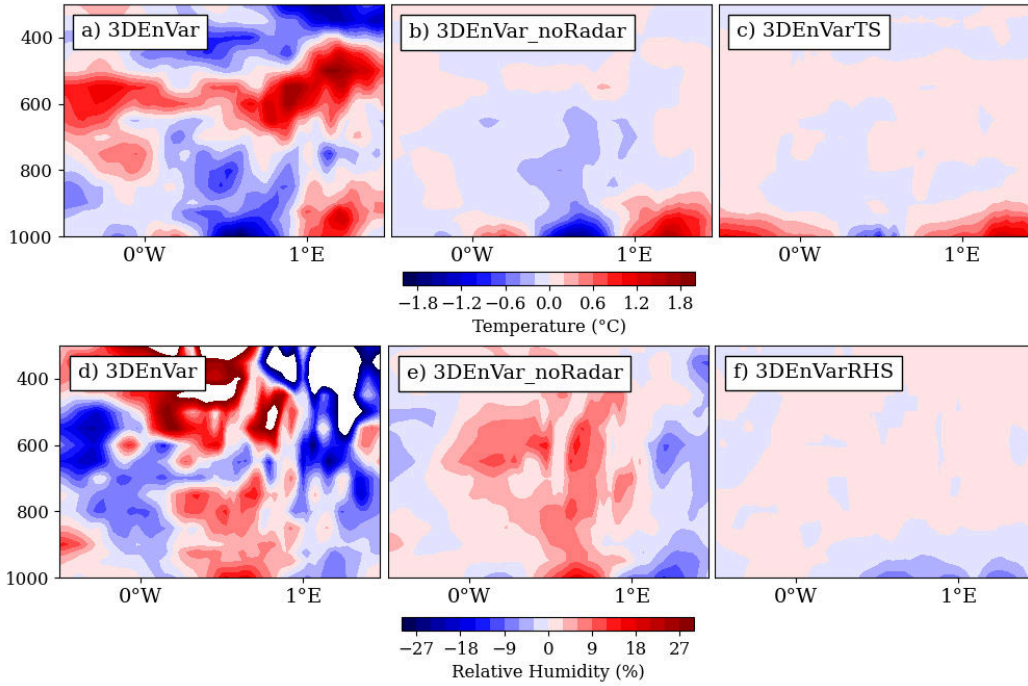 a) 3DEnVar
b) 3DEnVar_noRadar
c) 3DEnVarTS
400
600
800
1000
0°W
1°E
0°W
1°E
0°W
1°E
−1.8
−1.2
−0.6
0.0
0.6
1.2
1.8
Temperature (°C)
d) 3DEnVar
e) 3DEnVar_noRadar
f) 3DEnVarRHS
400
600
800
1000
0°W
1°E
0°W
1°E
0°W
1°E
−27
−18
−9
0
9
18
27
Relative Humidity (%)